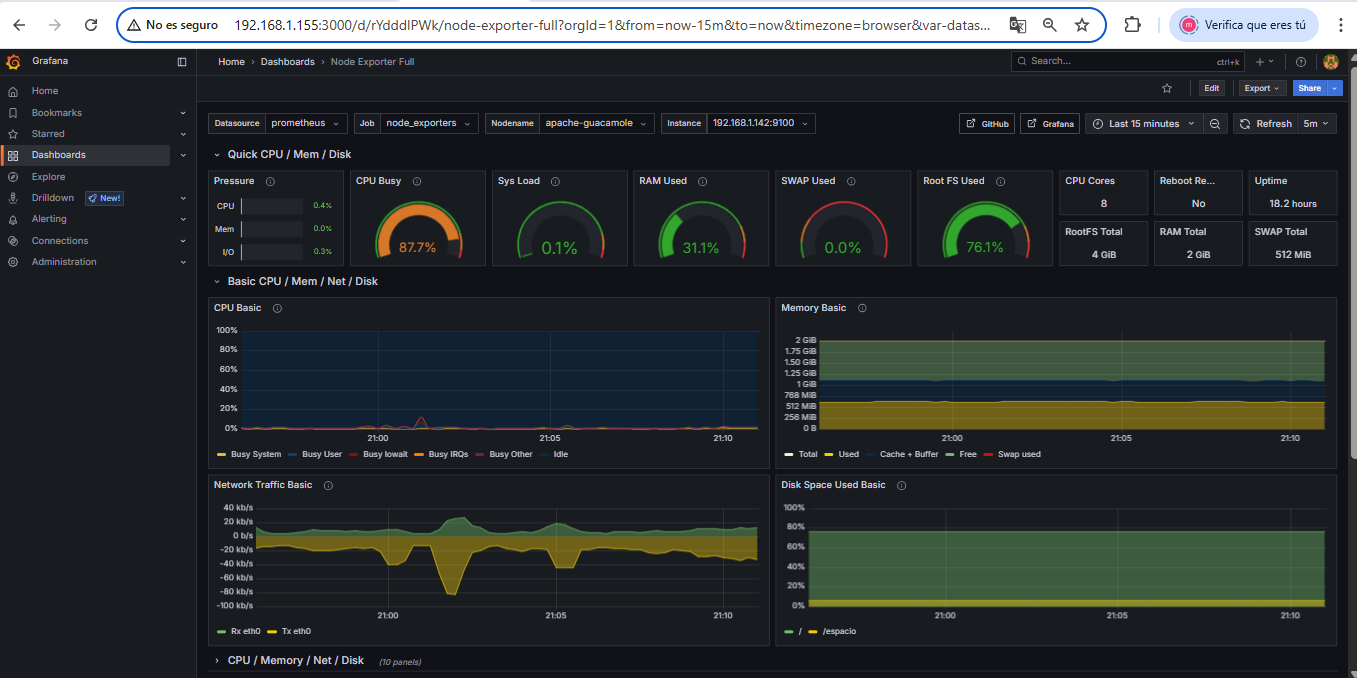 No es seguro 192.168.1.155:3000/d/rYdddlPWk/node-exporter-full?orgId=1&from=now-15m&to=now&timezone=browser&var-datas... Verifica que eres tú
Grafana Home › Dashboards › Node Exporter Full Search... ctrl+k
Home
Bookmarks
Starred
Dashboards
Explore
Drilldown New!
Alerting
Connections
Administration
Edit Export Share
Datasource prometheus Job node_exporters Nodename apache-guacamole Instance 192.168.1.142:9100 GitHub Grafana Last 15 minutes Refresh 5m
Quick CPU / Mem / Disk
Pressure
CPU 0.4%
Mem 0.0%
I/O 0.3%
CPU Busy
87.7%
Sys Load
0.1%
RAM Used
31.1%
SWAP Used
0.0%
Root FS Used
76.1%
CPU Cores
8
Reboot Re...
No
Uptime
18.2 hours
RootFS Total
4 GiB
RAM Total
2 GiB
SWAP Total
512 MiB
Basic CPU / Mem / Net / Disk
CPU Basic
100%
80%
60%
40%
20%
0%
21:00 21:05 21:10
Busy System Busy User Busy Iowait Busy IRQs Busy Other Idle
Memory Basic
2 GiB
1.75 GiB
1.50 GiB
1.25 GiB
1 GiB
768 MiB
512 MiB
256 MiB
0 B
21:00 21:05 21:10
Total Used Cache + Buffer Free Swap used
Network Traffic Basic
40 kb/s
20 kb/s
0 b/s
-20 kb/s
-40 kb/s
-60 kb/s
-80 kb/s
-100 kb/s
21:00 21:05 21:10
Rx eth0 Tx eth0
Disk Space Used Basic
100%
80%
60%
40%
20%
0%
21:00 21:05 21:10
/ /espacio
CPU / Memory / Net / Disk (10 panels)